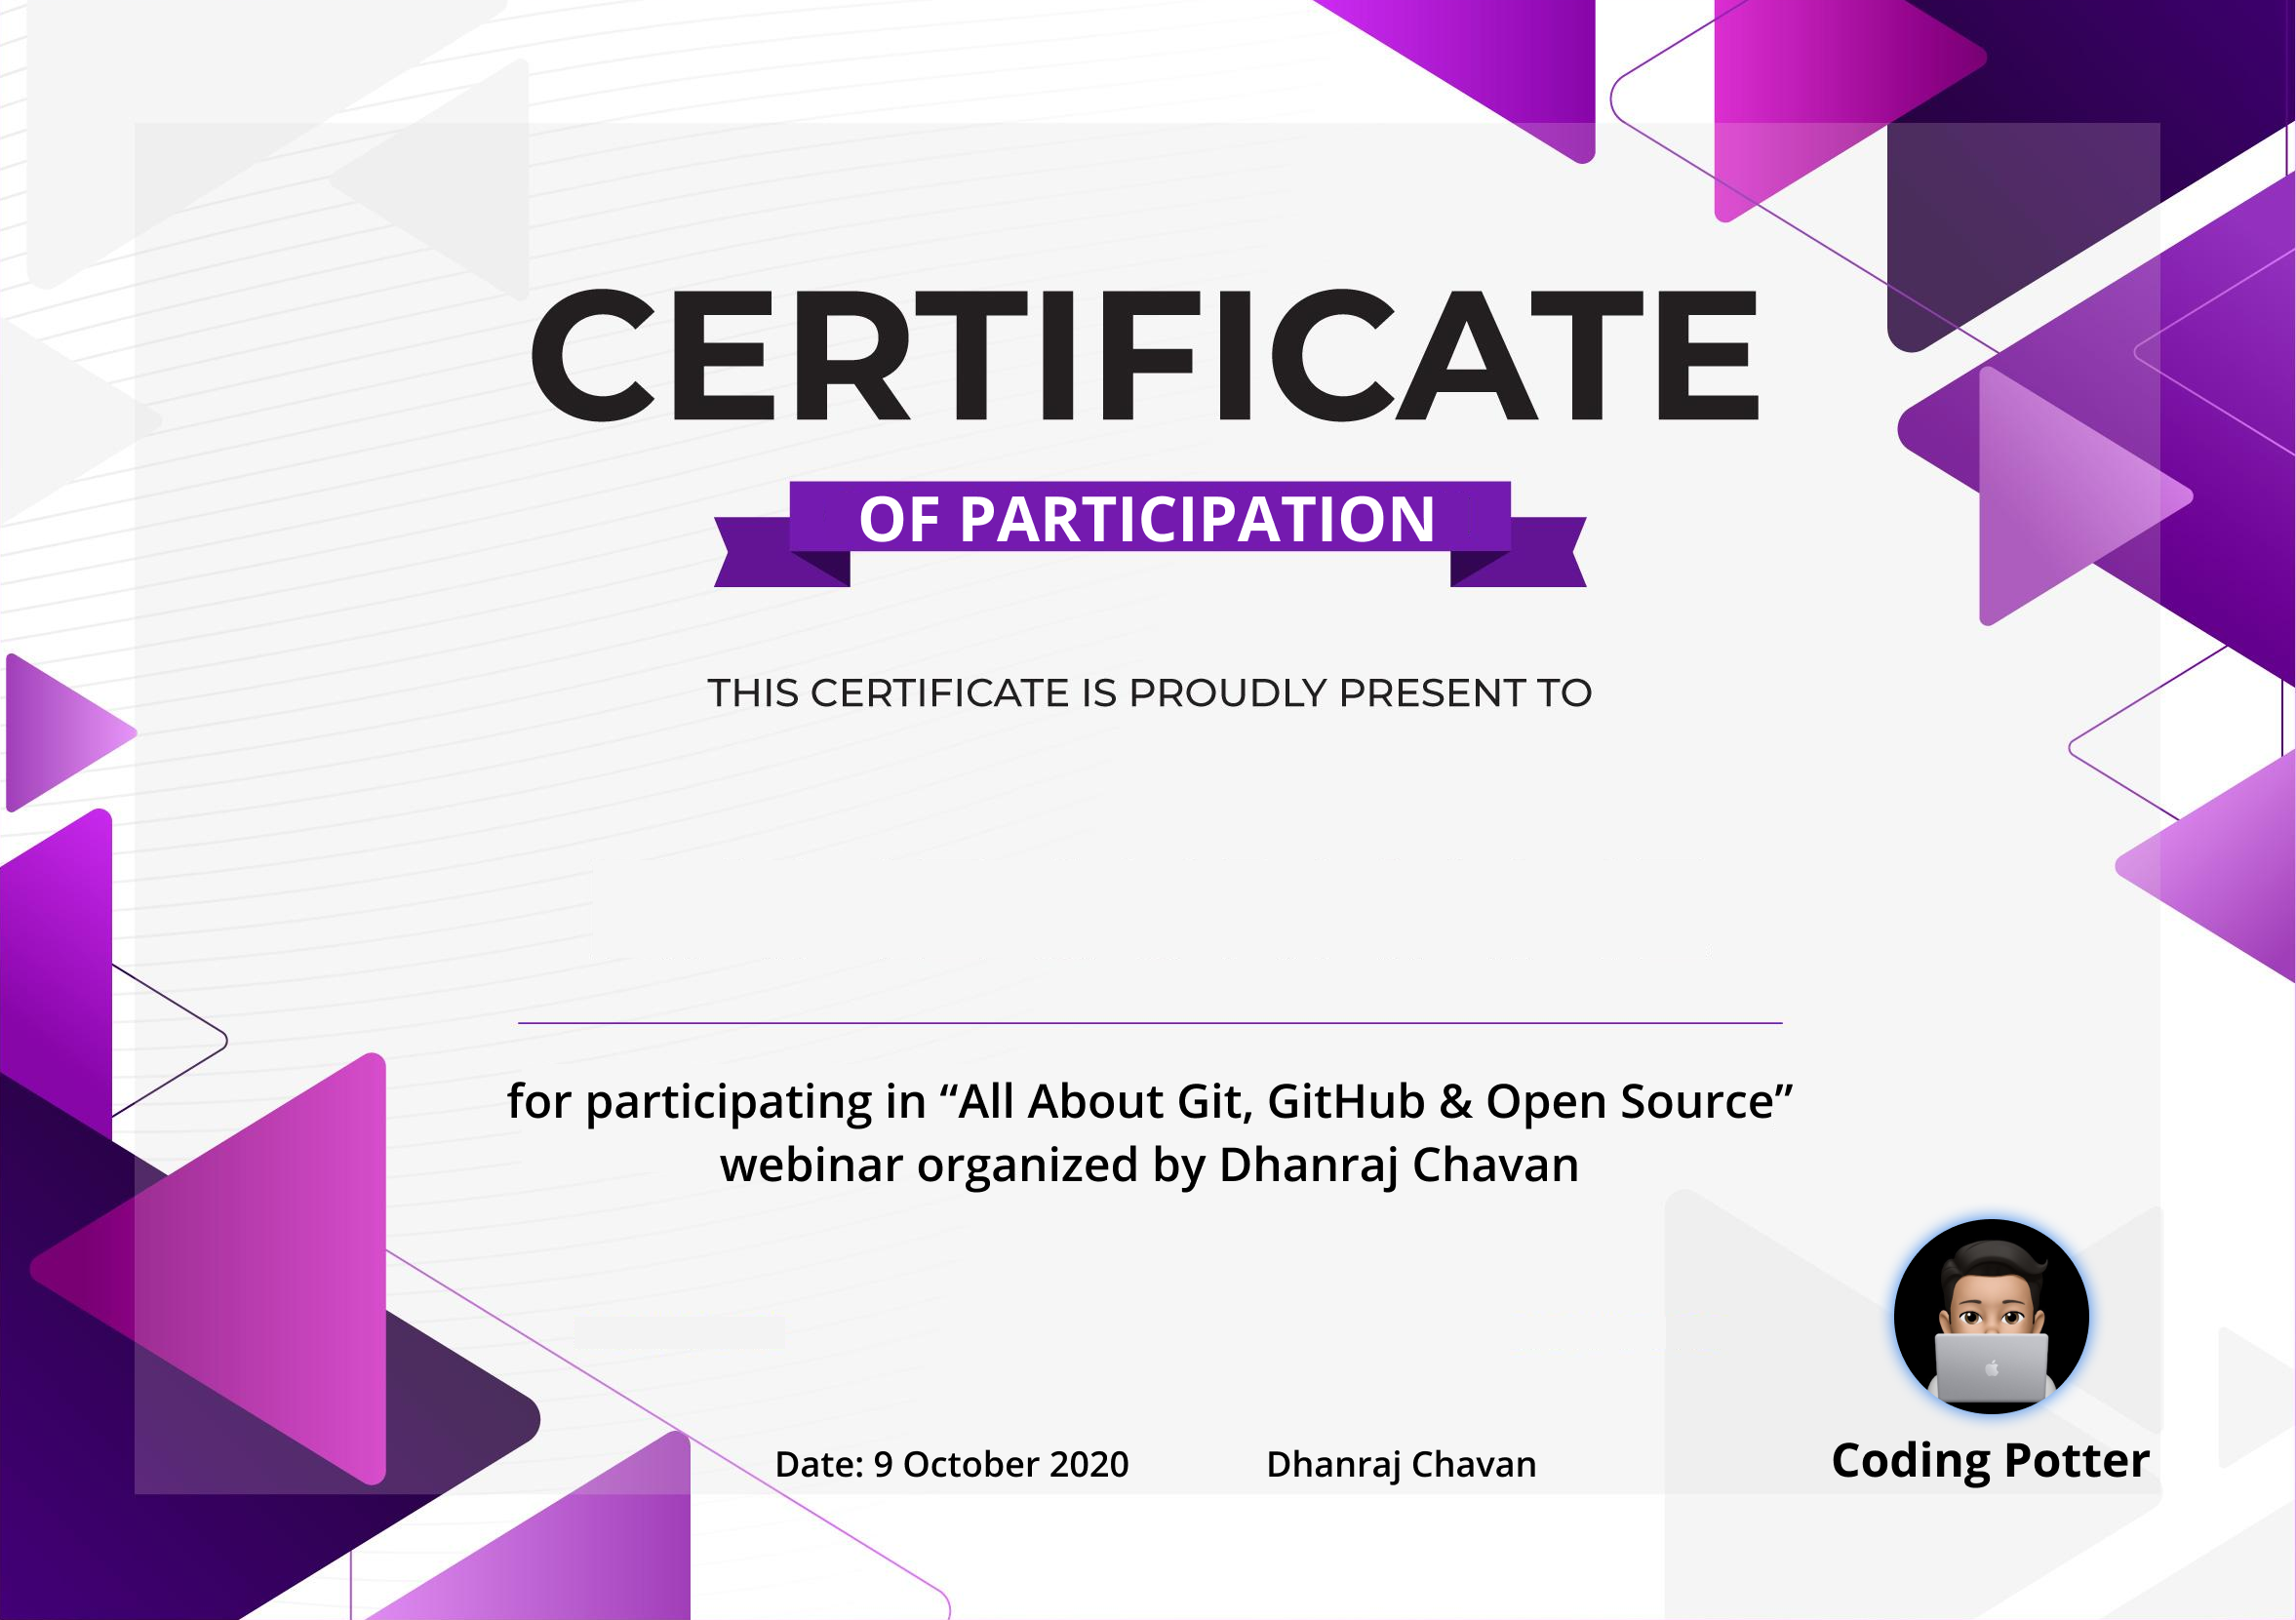 CERTIFICATE
OF PARTICIPATION
THIS CERTIFICATE IS PROUDLY PRESENT TO
for participating in “All About Git, GitHub & Open Source”
webinar organized by Dhanraj Chavan
Date: 9 October 2020
Dhanraj Chavan
Coding Potter